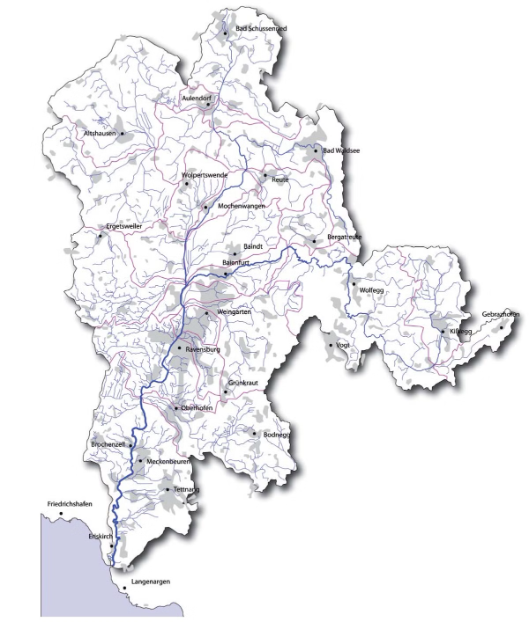 Bad Schussenried
Aulendorf
Altshausen
Bad Waldsee
Wolpertswende
Reute
Mochenwangen
Ergetsweiler
Bergatreute
Baindt
Baienfurt
Wolfegg
Gebrazhofen
Weingarten
Kißlegg
Ravensburg
Vogt
Grünkraut
Oberhofen
Bodnegg
Brochenzell
Meckenbeuren
Tettnang
Friedrichshafen
Eriskirch
Langenargen